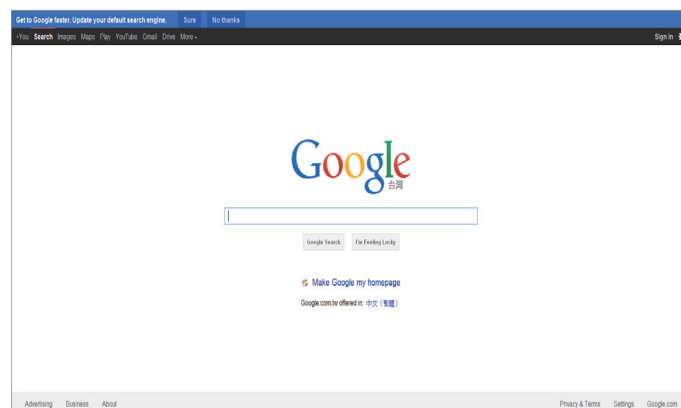 Get to Google faster. Update your default search engine. Sure No thanks
+You Search Images Maps Play YouTube Gmail Drive More Sign in
Google
台灣
Google Search I'm Feeling Lucky
Make Google my homepage
Google.com.tw offered in: 中文（繁體）
Advertising Business About Privacy & Terms Settings Google.com